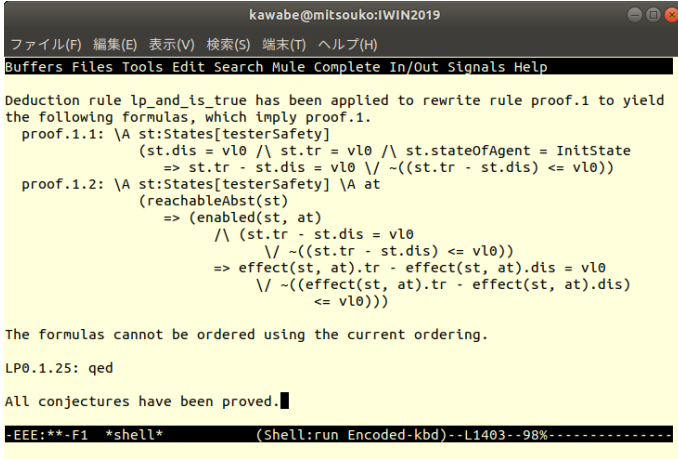 kawabe@mitsouko:IWIN2019
ファイル(F) 編集(E) 表示(V) 検索(S) 端末(T) ヘルプ(H)
Buffers Files Tools Edit Search Mule Complete In/Out Signals Help
Deduction rule lp_and_is_true has been applied to rewrite rule proof.1 to yield
the following formulas, which imply proof.1.
proof.1.1: \A st:States[testerSafety]
(st.dis = vl0 /\ st.tr = vl0 /\ st.stateOfAgent = InitState
=> st.tr - st.dis = vl0 \/ ~((st.tr - st.dis) <= vl0))
proof.1.2: \A st:States[testerSafety] \A at
(reachableAbst(st)
=> (enabled(st, at)
/\ (st.tr - st.dis = vl0
\/ ~((st.tr - st.dis) <= vl0))
=> effect(st, at).tr - effect(st, at).dis = vl0
\/ ~((effect(st, at).tr - effect(st, at).dis)
<= vl0)))
The formulas cannot be ordered using the current ordering.
LP0.1.25: qed
All conjectures have been proved.
-EEE:**-F1 *shell* (Shell:run Encoded-kbd)--L1403--98%---------------